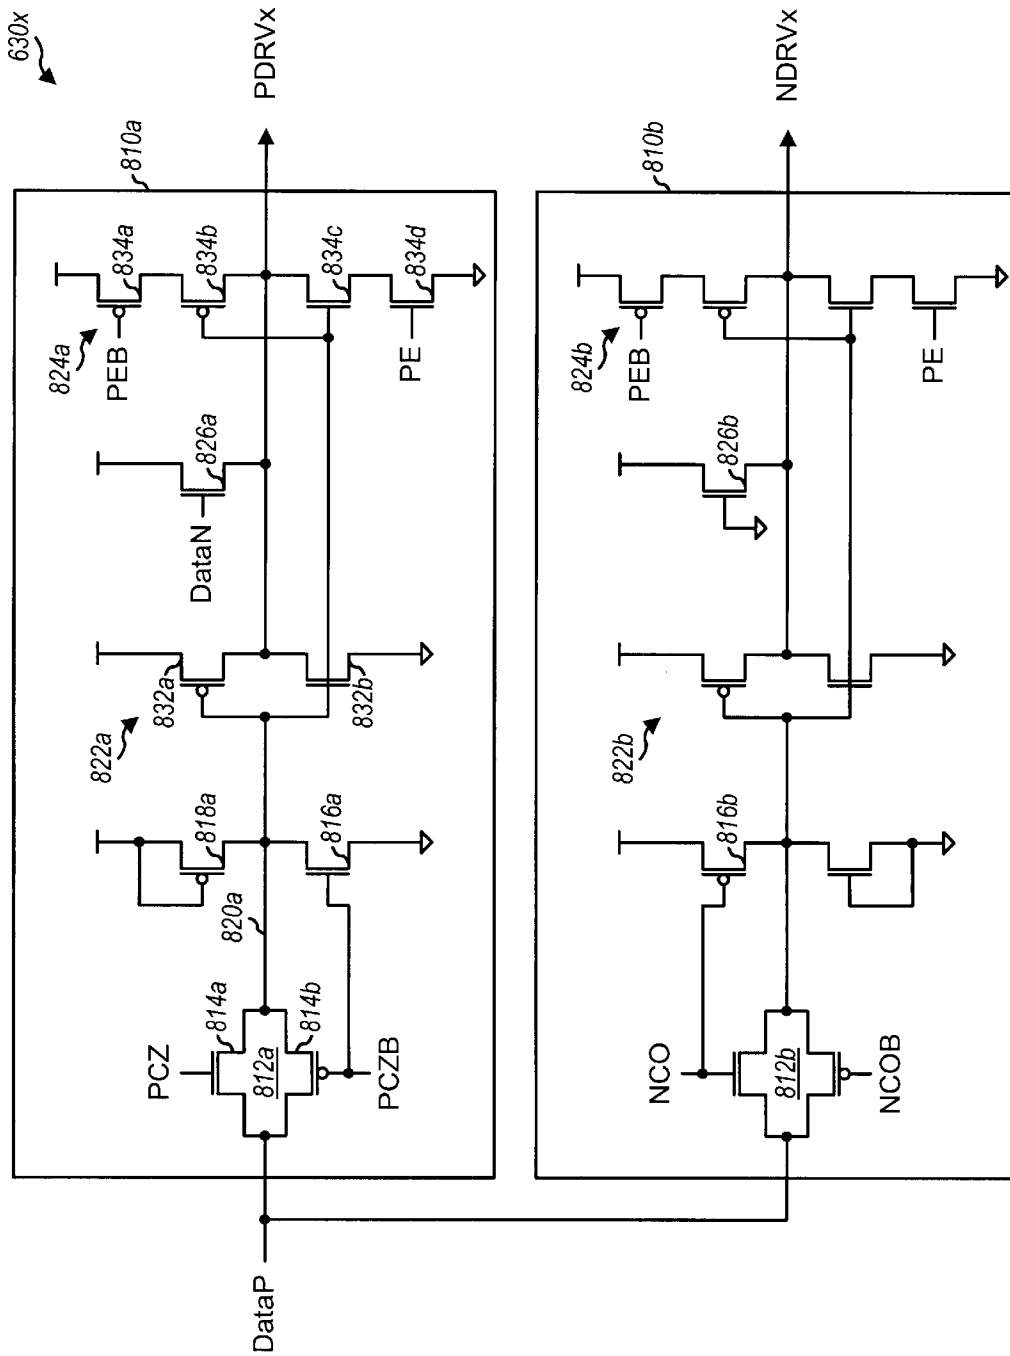 630x
PDRVx
810a
834a
834b
834c
834d
824a
PEB
PE
826a
DataN
832a
832b
822a
818a
816a
820a
PCZ
814a
812a
814b
PCZB
DataP
NDRVx
810b
824b
PEB
PE
826b
822b
816b
NCO
812b
NCOB